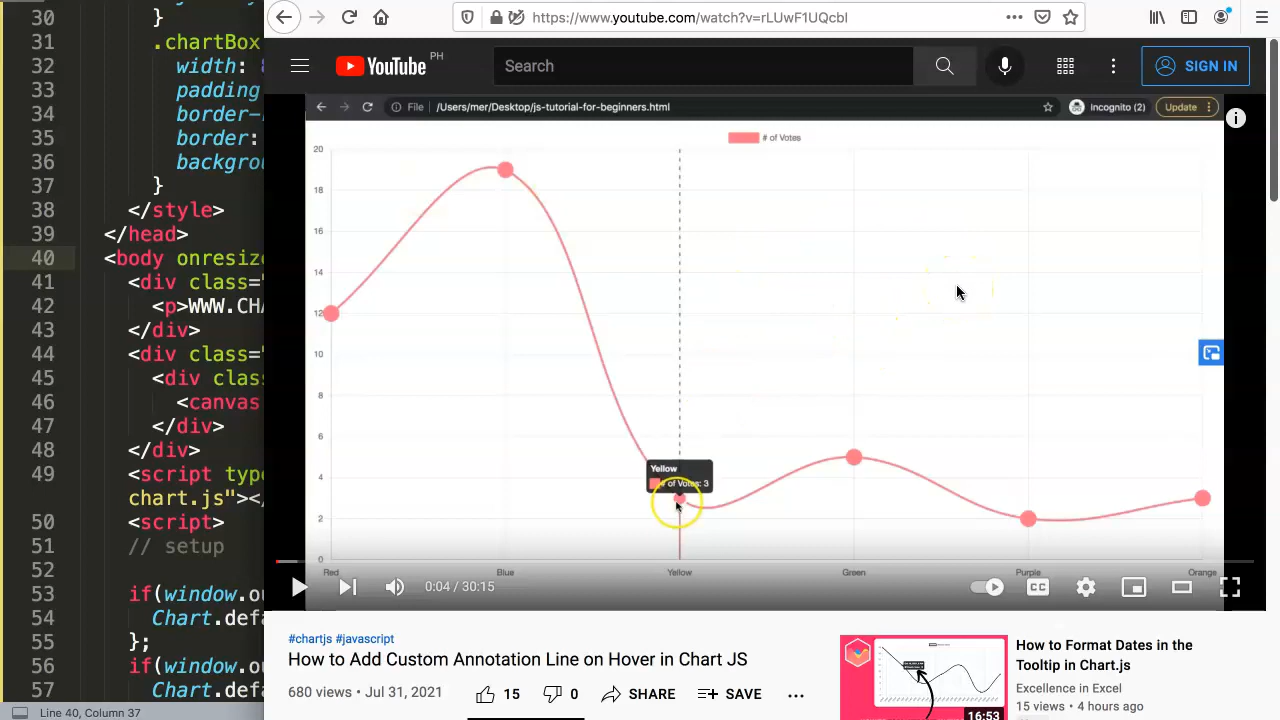 30 }
31 .chartBox
32 width:
33 padding
34 border-
35 border:
36 backgrou
37 }
38 </style>
39 </head>
40 <body onresize
41 <div class=
42 <p>WWW.CHA
43 </div>
44 <div class="
45 <div clas
46 <canvas
47 </div>
48 </div>
49 <script type
chart.js"></
50 <script>
51 // setup
52
53 if(window.ou
54 Chart.defa
55 };
56 if(window.ou
57 Chart.defa
Line 40, Column 37
https://www.youtube.com/watch?v=rLUwF1UQcbI
YouTube PH
Search
SIGN IN
File /Users/mer/Desktop/js-tutorial-for-beginners.html
Incognito (2)
Update
# of Votes
20
18
16
14
12
10
8
6
4
2
0
Yellow
# of Votes: 3
Red Blue Yellow Green Purple Orange
0:04 / 30:15
CC
#chartjs #javascript
How to Add Custom Annotation Line on Hover in Chart JS
680 views • Jul 31, 2021
15 0 SHARE SAVE
16:53
How to Format Dates in the
Tooltip in Chart.js
Excellence in Excel
15 views • 4 hours ago